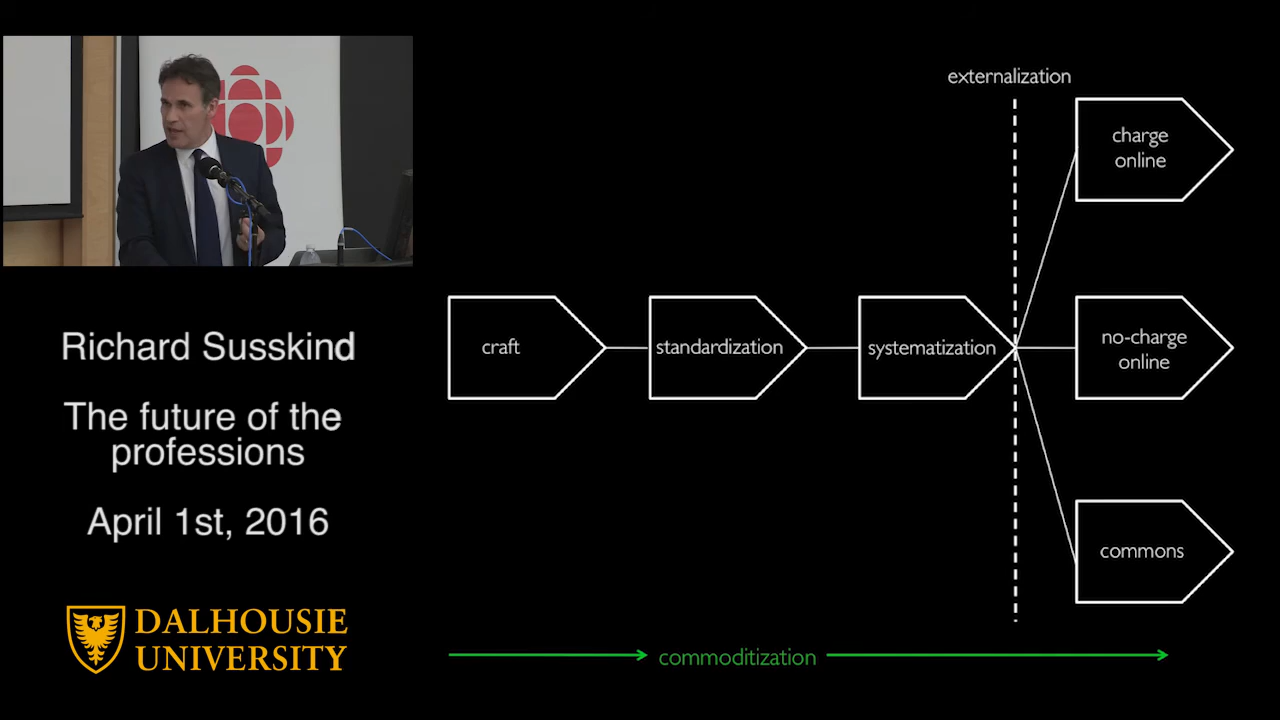 Richard Susskind
The future of the
professions
April 1st, 2016
DALHOUSIE
UNIVERSITY
externalization
craft
standardization
systematization
charge
online
no-charge
online
commons
commoditization